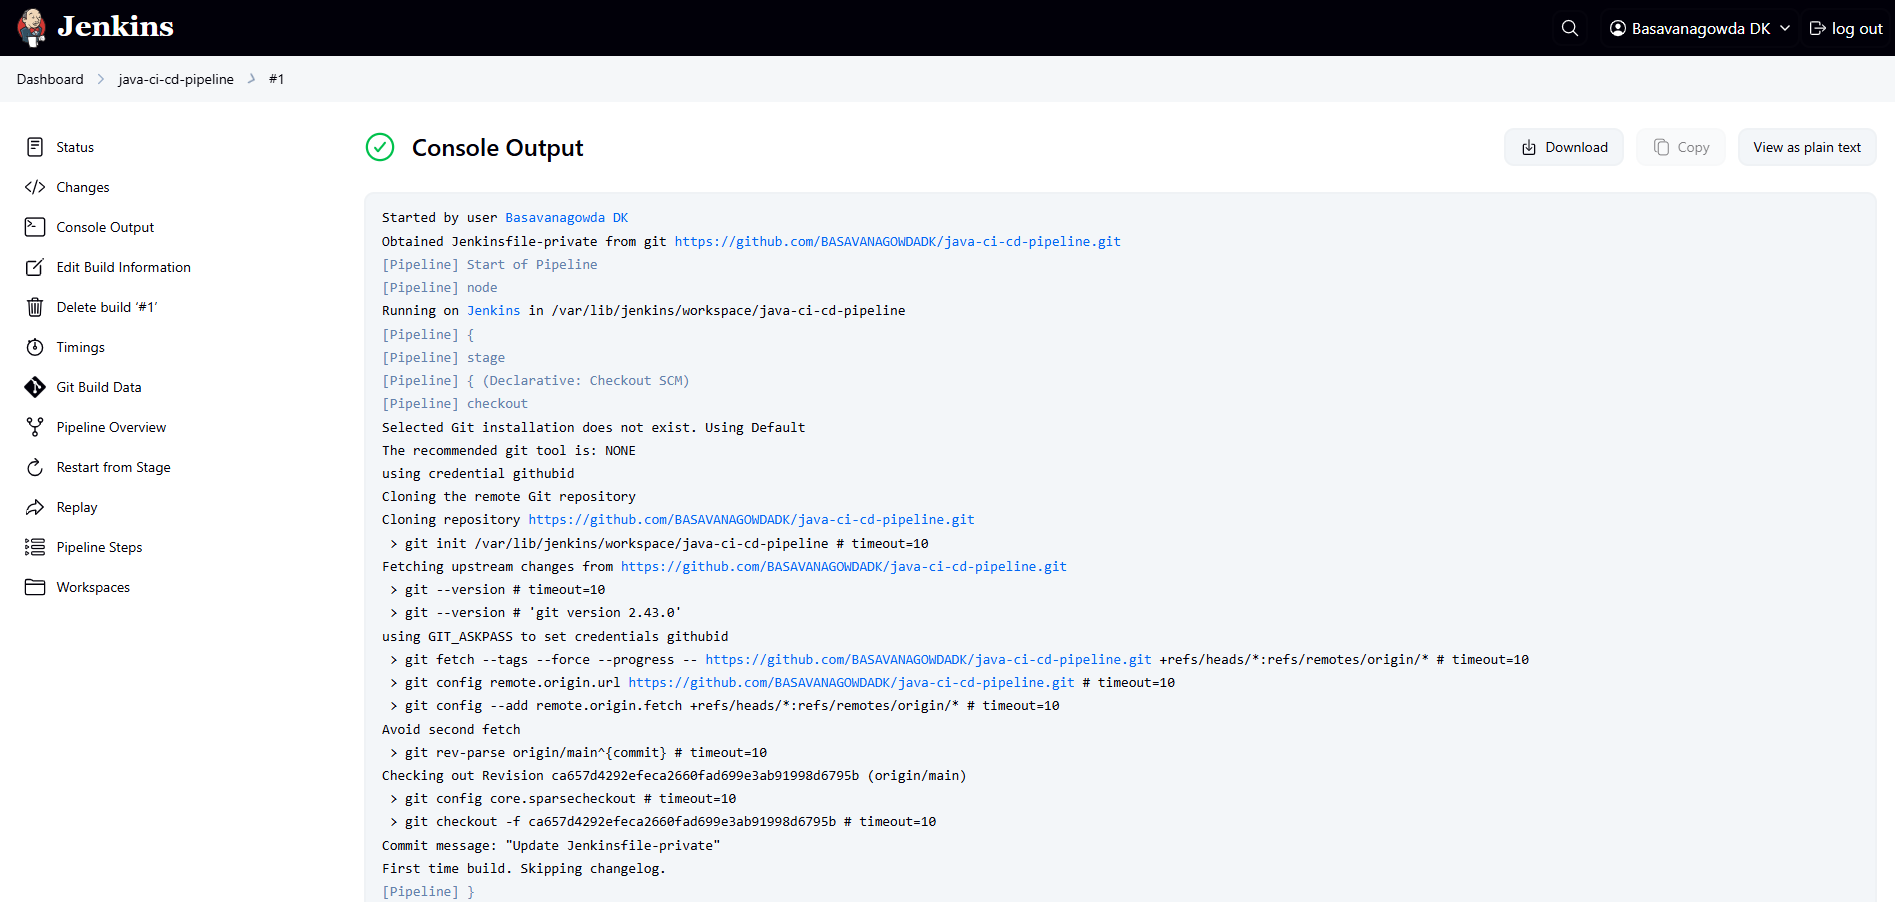 Jenkins
Basavanagowda DK
log out
Dashboard
java-ci-cd-pipeline
#1
Status
Changes
Console Output
Edit Build Information
Delete build ‘#1’
Timings
Git Build Data
Pipeline Overview
Restart from Stage
Replay
Pipeline Steps
Workspaces
Console Output
Download
Copy
View as plain text
Started by user Basavanagowda DK
Obtained Jenkinsfile-private from git https://github.com/BASAVANAGOWDADK/java-ci-cd-pipeline.git
[Pipeline] Start of Pipeline
[Pipeline] node
Running on Jenkins in /var/lib/jenkins/workspace/java-ci-cd-pipeline
[Pipeline] {
[Pipeline] stage
[Pipeline] { (Declarative: Checkout SCM)
[Pipeline] checkout
Selected Git installation does not exist. Using Default
The recommended git tool is: NONE
using credential githubid
Cloning the remote Git repository
Cloning repository https://github.com/BASAVANAGOWDADK/java-ci-cd-pipeline.git
> git init /var/lib/jenkins/workspace/java-ci-cd-pipeline # timeout=10
Fetching upstream changes from https://github.com/BASAVANAGOWDADK/java-ci-cd-pipeline.git
> git --version # timeout=10
> git --version # 'git version 2.43.0'
using GIT_ASKPASS to set credentials githubid
> git fetch --tags --force --progress -- https://github.com/BASAVANAGOWDADK/java-ci-cd-pipeline.git +refs/heads/*:refs/remotes/origin/* # timeout=10
> git config remote.origin.url https://github.com/BASAVANAGOWDADK/java-ci-cd-pipeline.git # timeout=10
> git config --add remote.origin.fetch +refs/heads/*:refs/remotes/origin/* # timeout=10
Avoid second fetch
> git rev-parse origin/main^{commit} # timeout=10
Checking out Revision ca657d4292efeca2660fad699e3ab91998d6795b (origin/main)
> git config core.sparsecheckout # timeout=10
> git checkout -f ca657d4292efeca2660fad699e3ab91998d6795b # timeout=10
Commit message: "Update Jenkinsfile-private"
First time build. Skipping changelog.
[Pipeline] }